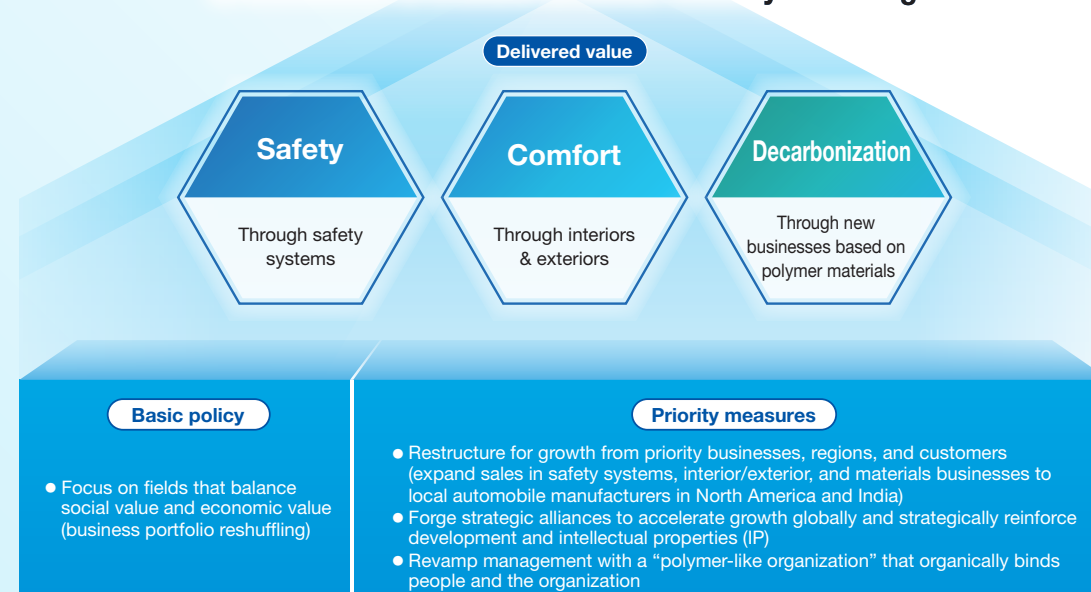 Delivered value
Safety
Through safety
systems
Comfort
Through interiors
& exteriors
Decarbonization
Through new
businesses based on
polymer materials
Basic policy
● Focus on fields that balance
social value and economic value
(business portfolio reshuffling)
Priority measures
● Restructure for growth from priority businesses, regions, and customers
(expand sales in safety systems, interior/exterior, and materials businesses to
local automobile manufacturers in North America and India)
● Forge strategic alliances to accelerate growth globally and strategically reinforce
development and intellectual properties (IP)
● Revamp management with a “polymer-like organization” that organically binds
people and the organization